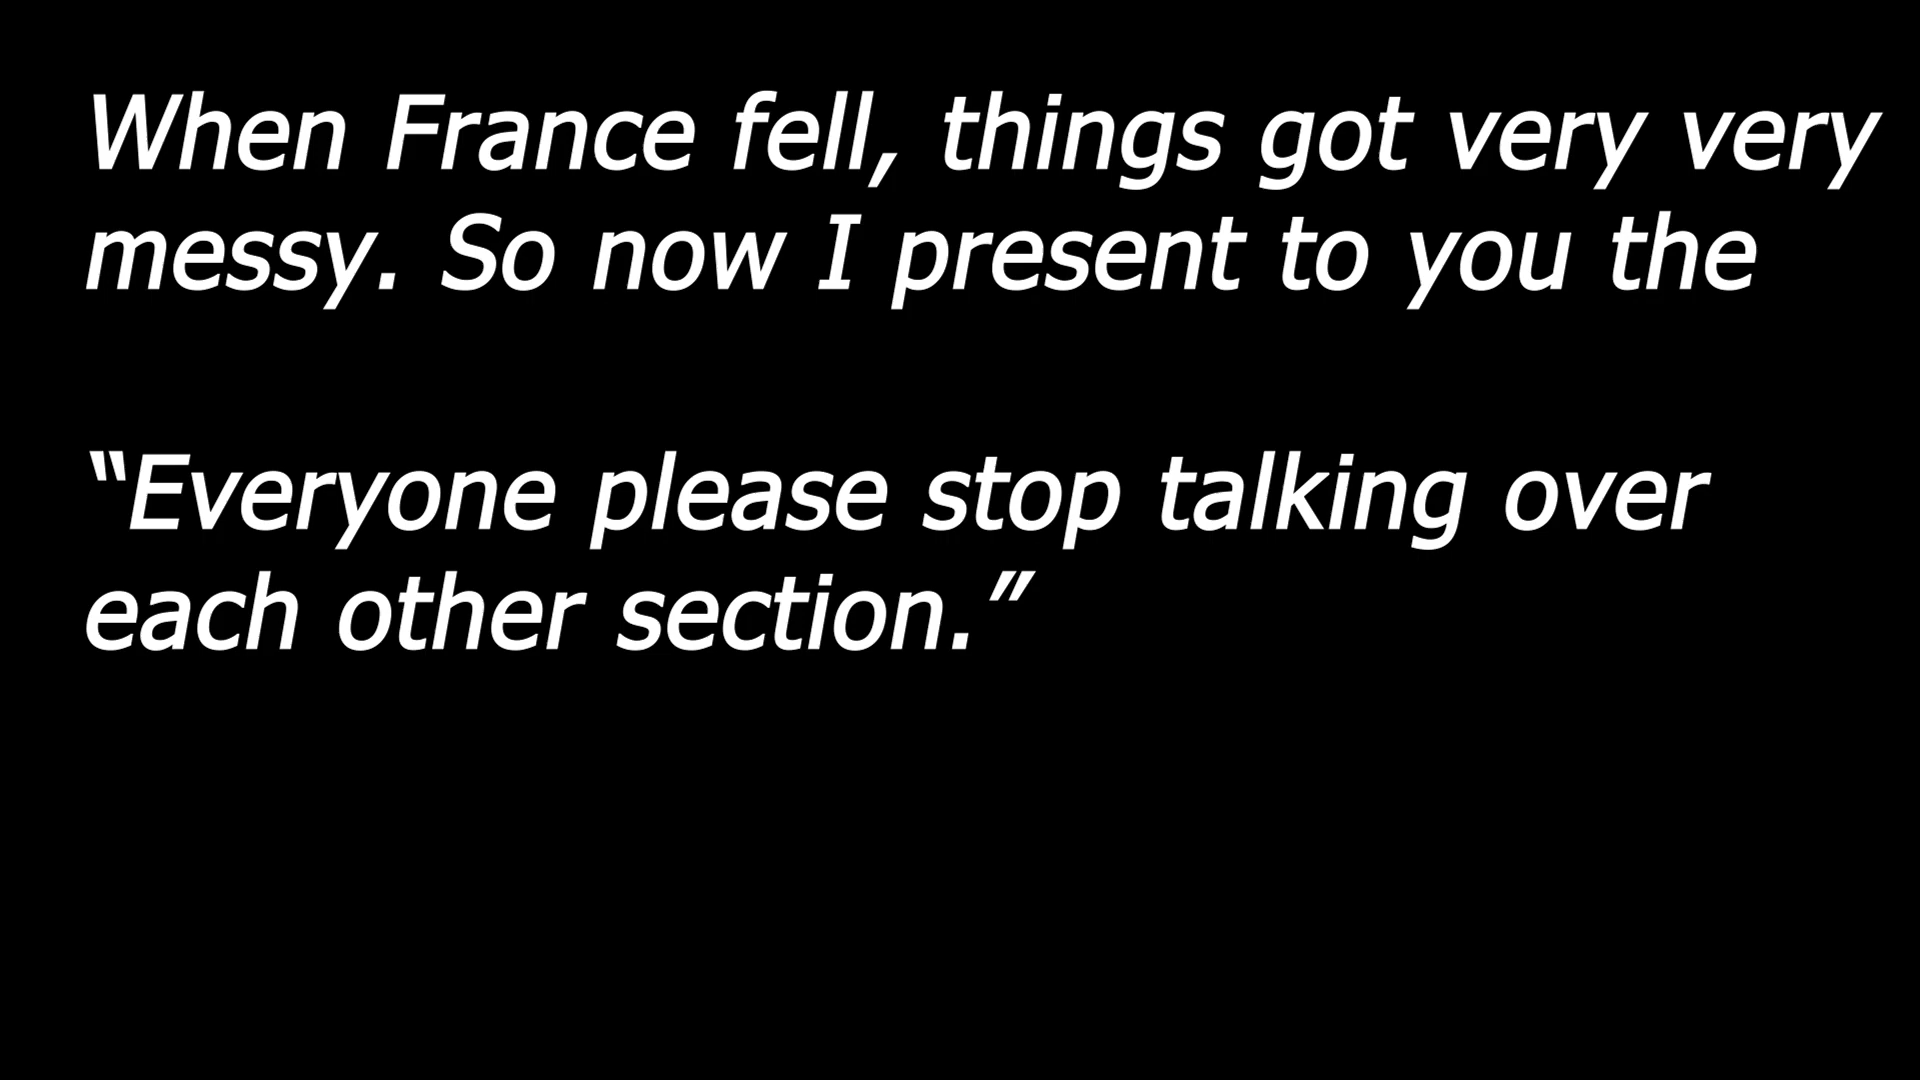 When France fell, things got very very
messy. So now I present to you the
“Everyone please stop talking over
each other section.”